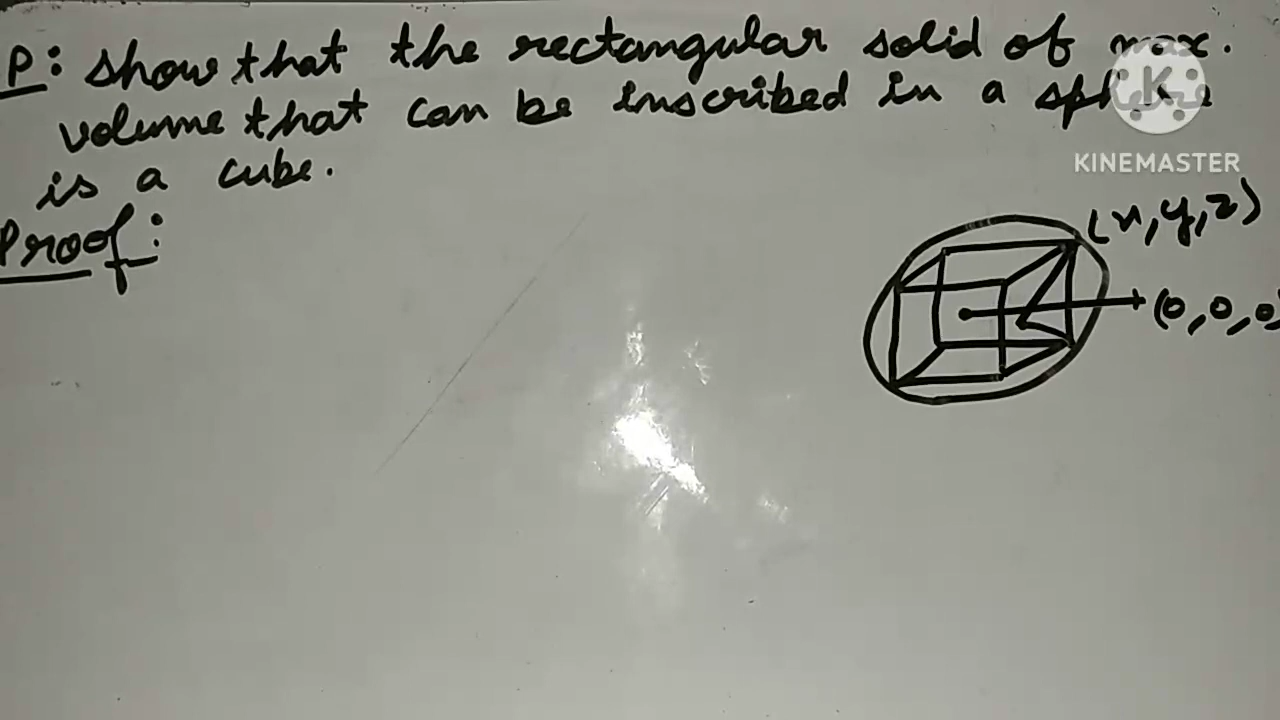 P: Show that the rectangular solid of max.
volume that can be inscribed in a
is a cube.
Proof:
(x,y,z)
(0,0,0
K
KINEMASTER